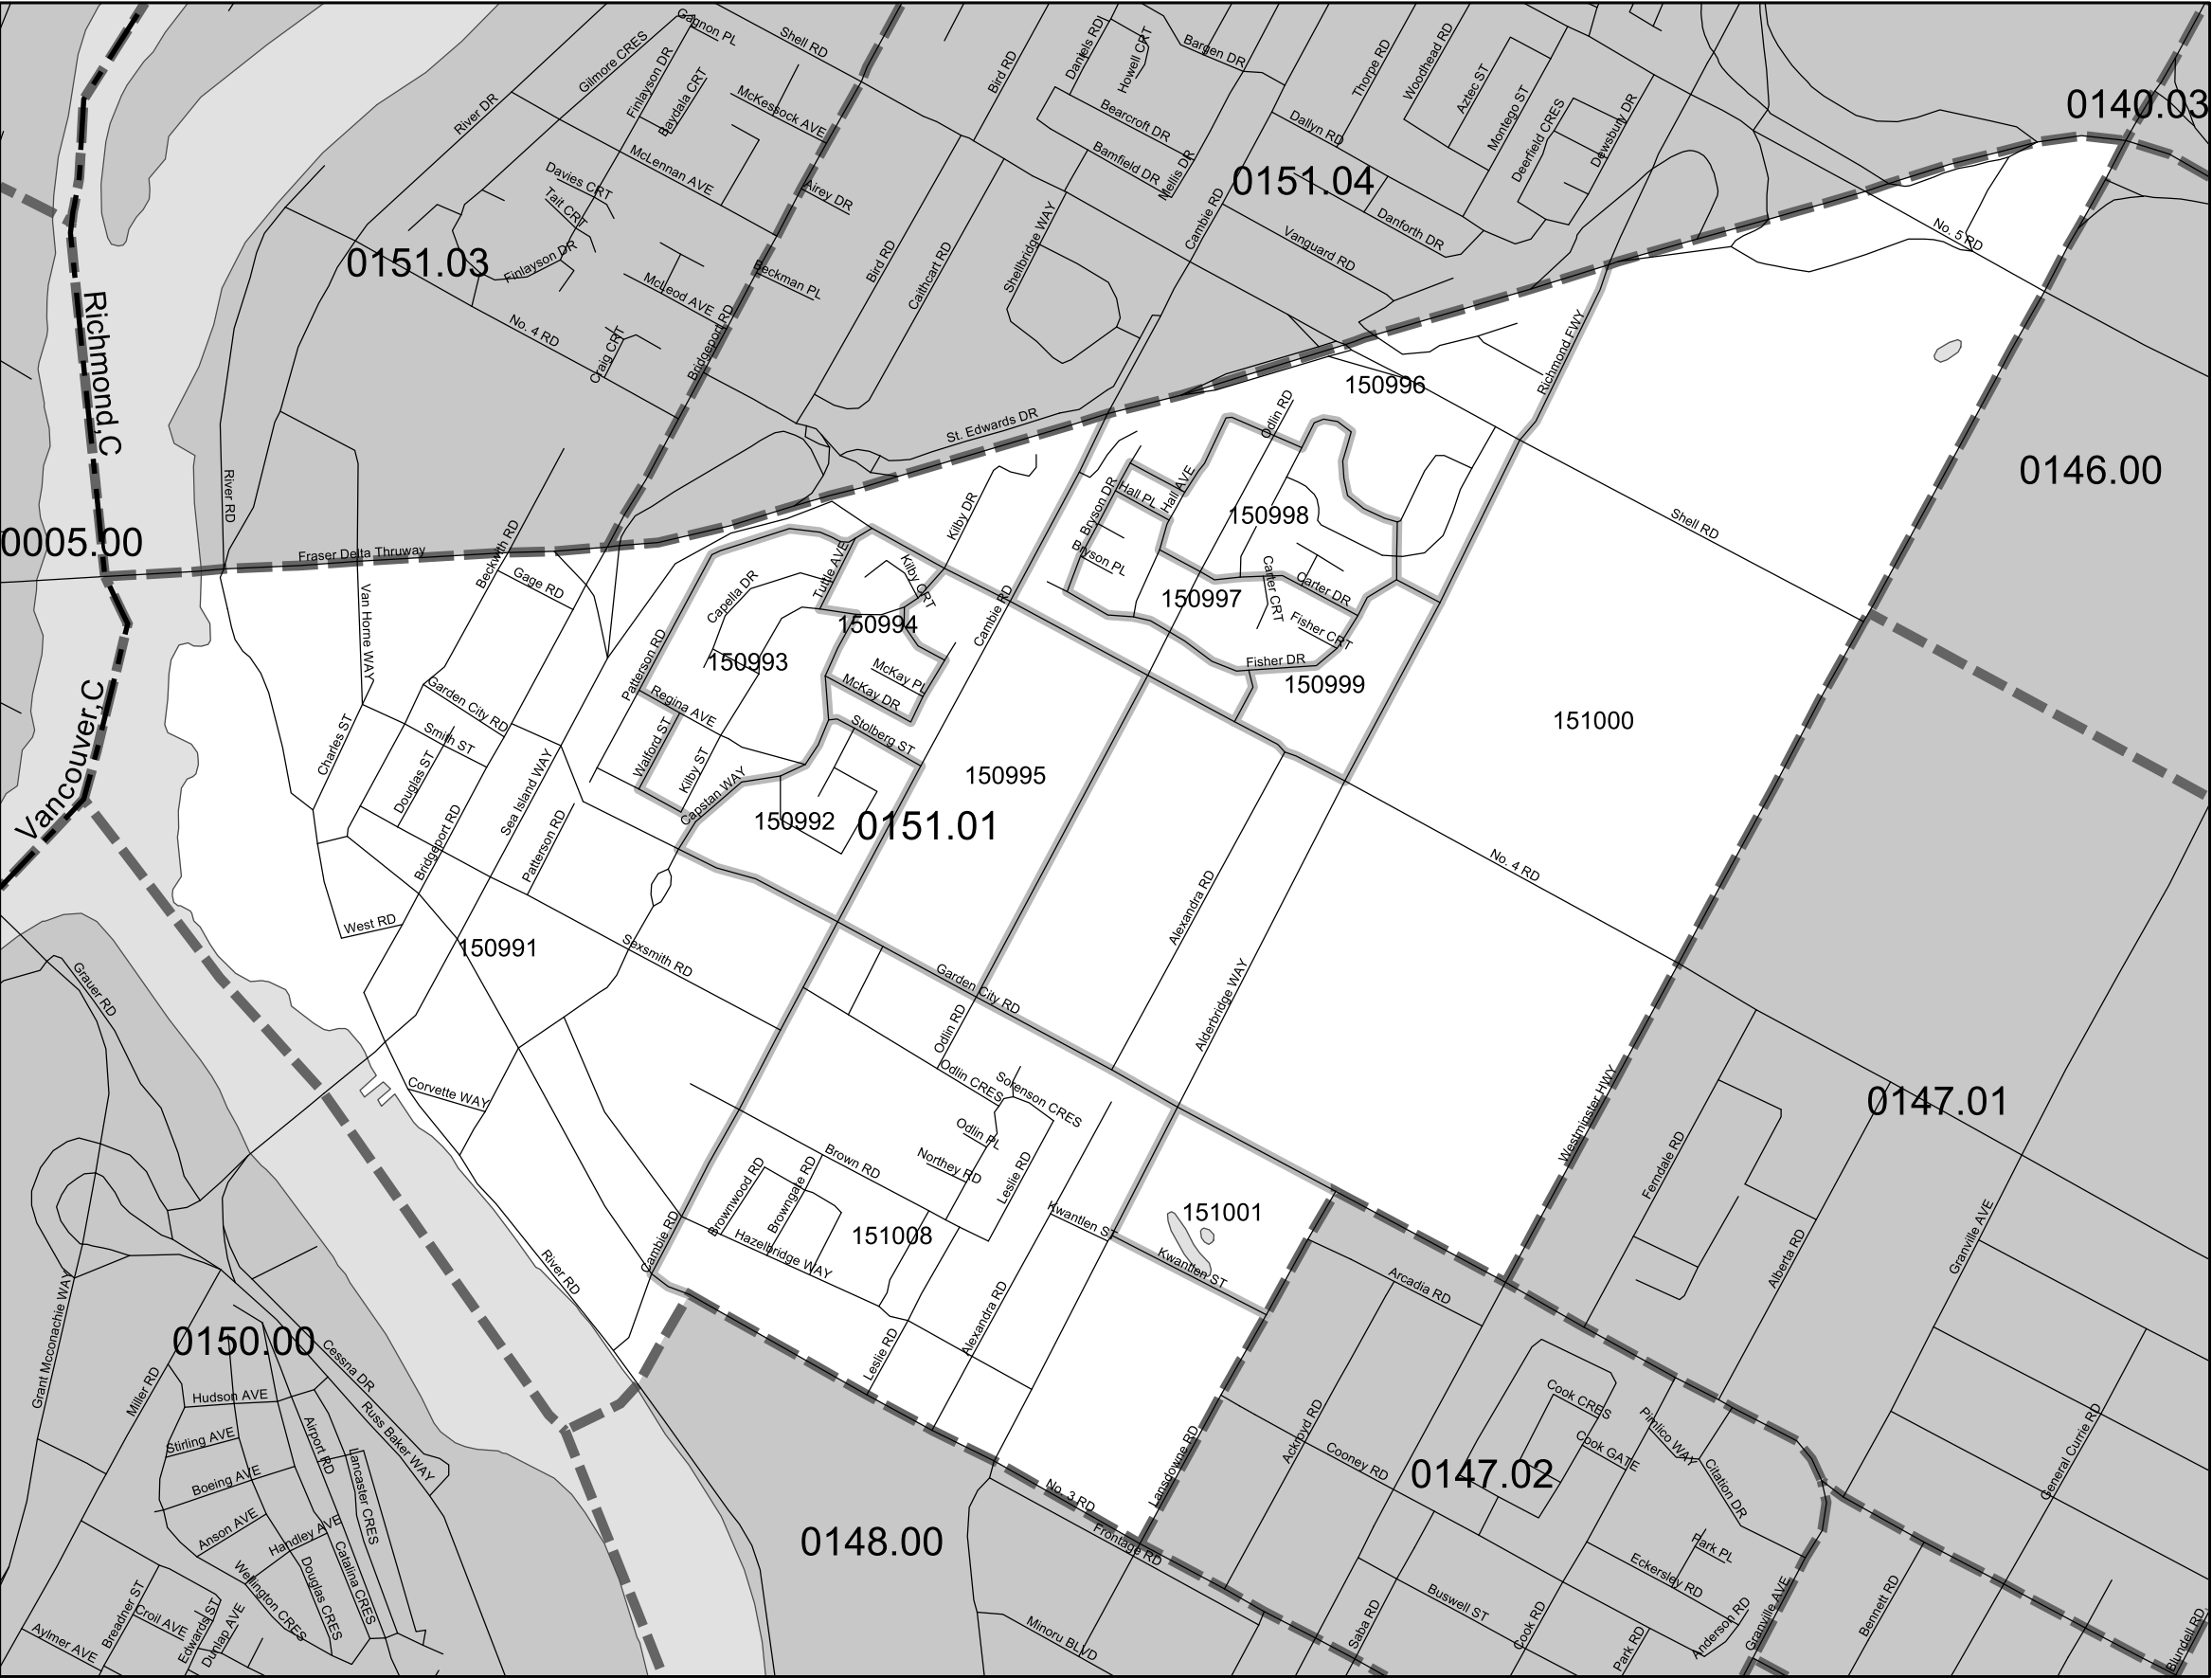 Gagnon PL
Shell RD
Gilmore CRES
Finlayson DR
Baydala CRT
McKessock AVE
River DR
McLennan AVE
Davies CRT
Tait CRT
Airey DR
Finlayson DR
0151.03
McLeod AVE
Beckman PL
No. 4 RD
Craig CRT
Bridgeport RD
Bird RD
Bird RD
Caithcart RD
Shellbridge WAY
Daniels RD
Howell CRT
Bargen DR
Bearcroft DR
Bamfield DR
Mellis DR
Cambie RD
0151.04
Dallyn RD
Thorpe RD
Woodhead RD
Aztec ST
Montego ST
Deerfield CRES
Dewsbury DR
Danforth DR
Vanguard RD
St. Edwards DR
0140.03
No. 5 RD
Richmond FWY
0146.00
Richmond,C
0005.00
Vancouver,C
River RD
Fraser Delta Thruway
Van Horne WAY
Beckwith RD
Gage RD
Garden City RD
Smith ST
Douglas ST
Charles ST
Bridgeport RD
Sea Island WAY
Patterson RD
West RD
150991
Sexsmith RD
Corvette WAY
Patterson RD
Capella DR
Tuttle AVE
Kilby CRT
Kilby DR
150994
150993
McKay PL
McKay DR
Regina AVE
Walford ST
Kilby ST
Capstan WAY
Stolberg ST
150992
0151.01
150995
Cambie RD
150996
Odlin RD
Hall AVE
Hall PL
Bryson DR
Bryson PL
150998
150997
Carter CRT
Carter DR
Fisher CRT
Fisher DR
150999
151000
Shell RD
No. 4 RD
Alexandra RD
Alderbridge WAY
Garden City RD
Odlin RD
Odlin CRES
Sorenson CRES
Odlin PL
Northey RD
Leslie RD
Brown RD
Brownwood RD
Browngate RD
Hazelbridge WAY
151008
Cambie RD
Kwantlen ST
Kwantlen ST
151001
Alexandra RD
Leslie RD
Lansdowne RD
No. 3 RD
Frontage RD
Westminster HWY
0147.01
Ferndale RD
Alberta RD
Granville AVE
General Currie RD
Arcadia RD
Ackroyd RD
Cooney RD
0147.02
Cook CRES
Cook GATE
Pimlico WAY
Citation DR
Park PL
Eckersley RD
Anderson RD
Granville AVE
Buswell ST
Saba RD
Cook RD
Park RD
Bennett RD
Blundell RD
Minoru BLVD
0148.00
River RD
Grauer RD
Grant Mcconachie WAY
0150.00
Miller RD
Cessna DR
Russ Baker WAY
Hudson AVE
Stirling AVE
Boeing AVE
Airport RD
Lancaster CRES
Anson AVE
Handley AVE
Catalina CRES
Douglas CRES
Wellington CRES
Breadner ST
Croil AVE
Edwards ST
Dunlap AVE
Aylmer AVE